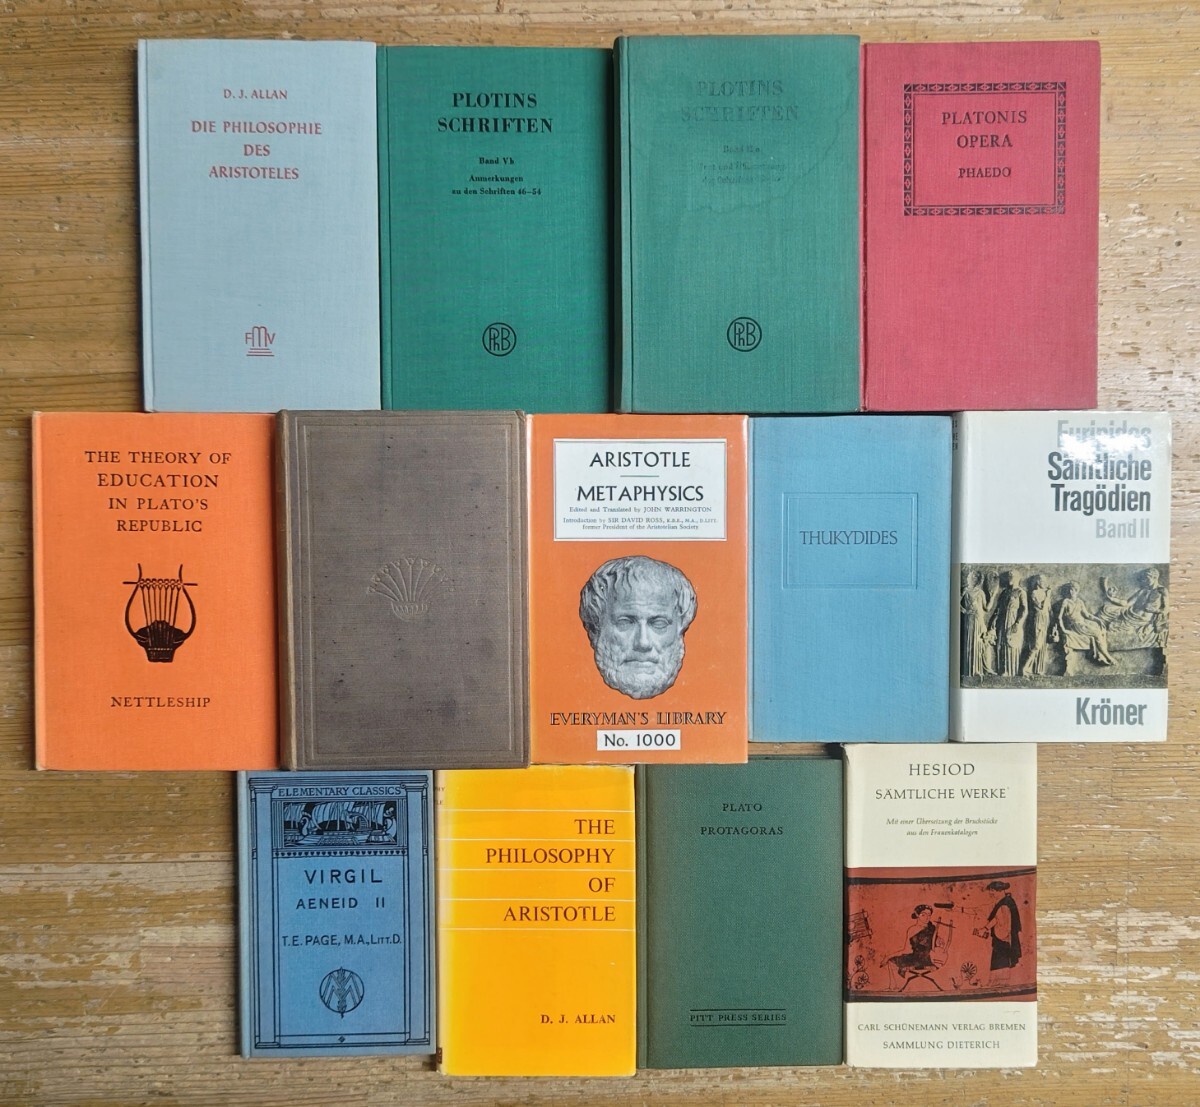 D. J. ALLAN
DIE PHILOSOPHIE
DES
ARISTOTELES
FMV
PLOTINS
SCHRIFTEN
Band Vb
Anmerkungen
zu den Schriften 46–54
PhB
PLOTINS
SCHRIFTEN
PhB
PLATONIS
OPERA
PHAEDO
THE THEORY OF
EDUCATION
IN PLATO'S
REPUBLIC
NETTLESHIP
ARISTOTLE
METAPHYSICS
Edited and Translated by JOHN WARRINGTON
Introduction by SIR DAVID ROSS, K.B.E., M.A., D.LITT.
former President of the Aristotelian Society
EVERYMAN'S LIBRARY
No. 1000
THUKYDIDES
Euripides
Sämtliche
Tragödien
Band II
Kröner
ELEMENTARY CLASSICS
VIRGIL
AENEID II
T.E. PAGE, M.A., LITT.D.
THE
PHILOSOPHY
OF
ARISTOTLE
D. J. ALLAN
PLATO
PROTAGORAS
PITT PRESS SERIES
HESIOD
SÄMTLICHE WERKE
Mit einer Übersetzung der Bruchstücke
aus den Frauenkatalogen
CARL SCHÜNEMANN VERLAG BREMEN
SAMMLUNG DIETERICH